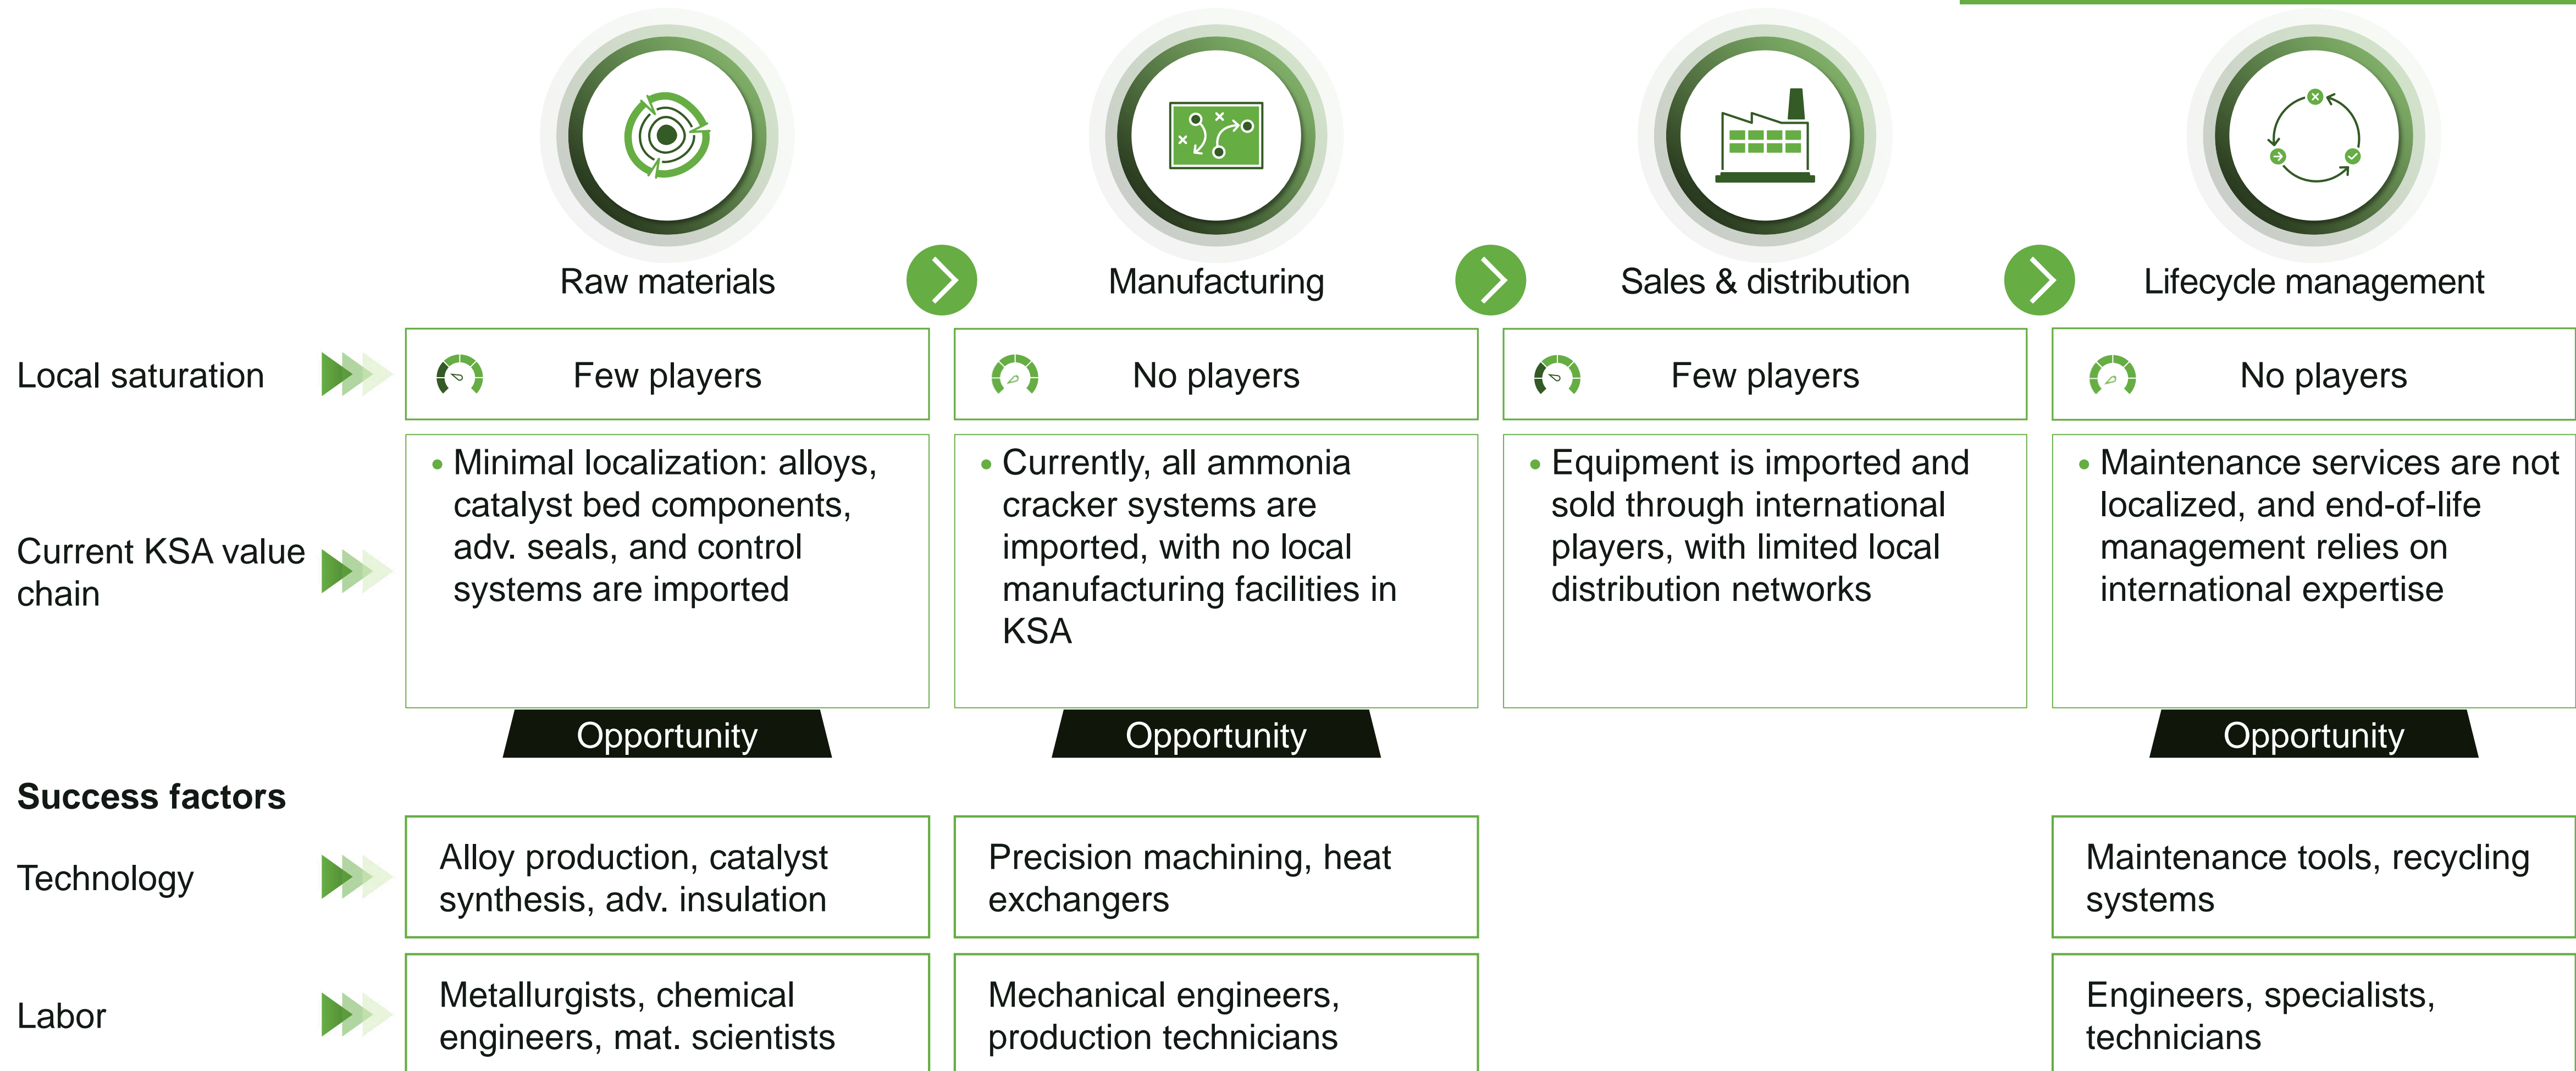 Raw materials
Manufacturing
Sales & distribution
Lifecycle management
Local saturation
Few players
No players
Few players
No players
Current KSA value
chain
• Minimal localization: alloys,
catalyst bed components,
adv. seals, and control
systems are imported
• Currently, all ammonia
cracker systems are
imported, with no local
manufacturing facilities in
KSA
• Equipment is imported and
sold through international
players, with limited local
distribution networks
• Maintenance services are not
localized, and end-of-life
management relies on
international expertise
Opportunity
Opportunity
Opportunity
Success factors
Technology
Alloy production, catalyst
synthesis, adv. insulation
Precision machining, heat
exchangers
Maintenance tools, recycling
systems
Labor
Metallurgists, chemical
engineers, mat. scientists
Mechanical engineers,
production technicians
Engineers, specialists,
technicians